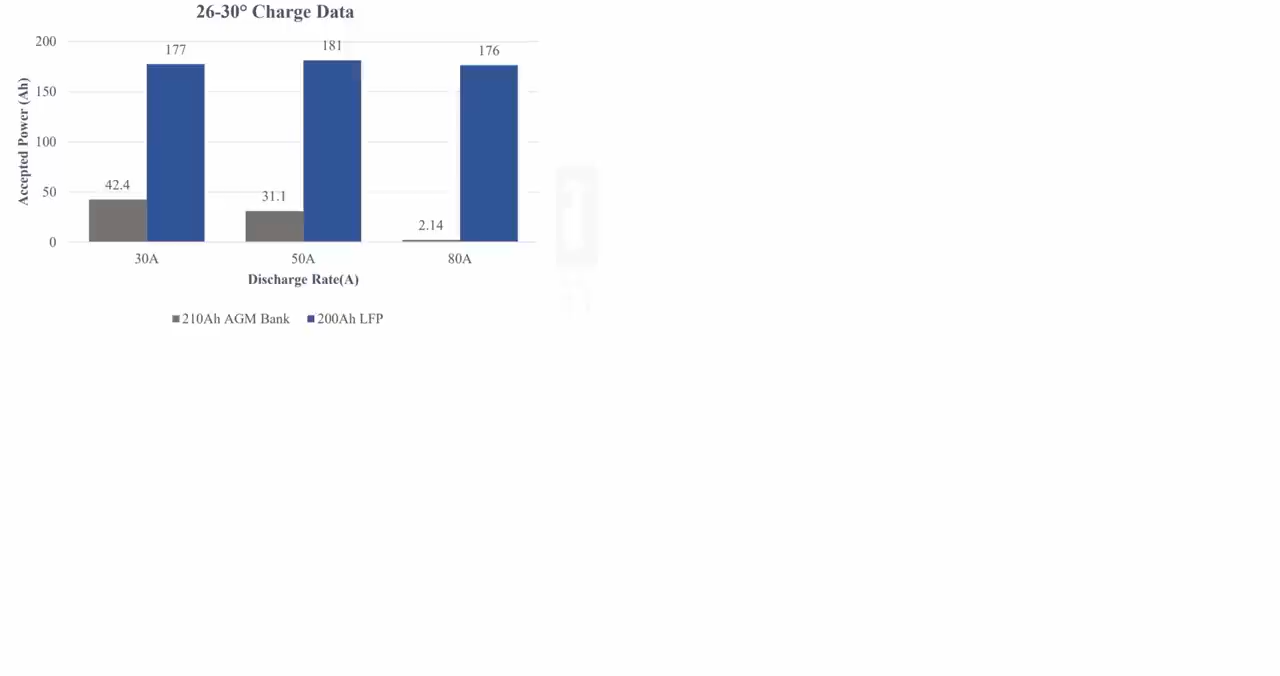 26-30° Charge Data
200
150
100
50
0
Accepted Power (Ah)
42.4
177
31.1
181
2.14
176
30A
50A
80A
Discharge Rate(A)
210Ah AGM Bank
200Ah LFP